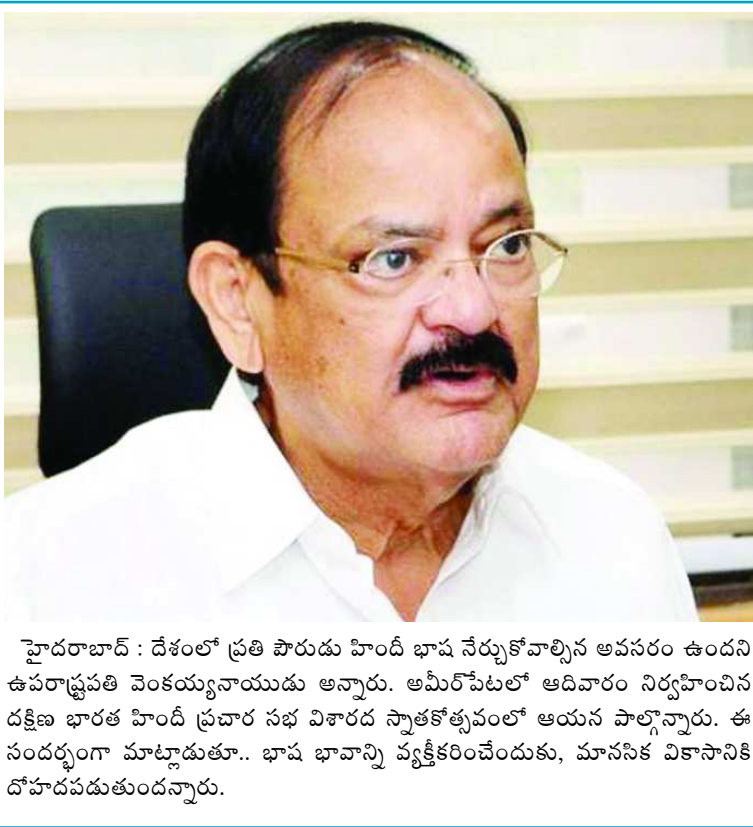 హైదరాబాద్ : దేశంలో ప్రతి పౌరుడు హిందీ భాష నేర్చుకోవాల్సిన అవసరం ఉందని
ఉపరాష్ట్రపతి వెంకయ్యనాయుడు అన్నారు. అమీర్‌పేటలో ఆదివారం నిర్వహించిన
దక్షిణ భారత హిందీ ప్రచార సభ విశారద స్నాతకోత్సవంలో ఆయన పాల్గొన్నారు. ఈ
సందర్భంగా మాట్లాడుతూ.. భాష భావాన్ని వ్యక్తీకరించేందుకు, మానసిక వికాసానికి
దోహదపడుతుందన్నారు.